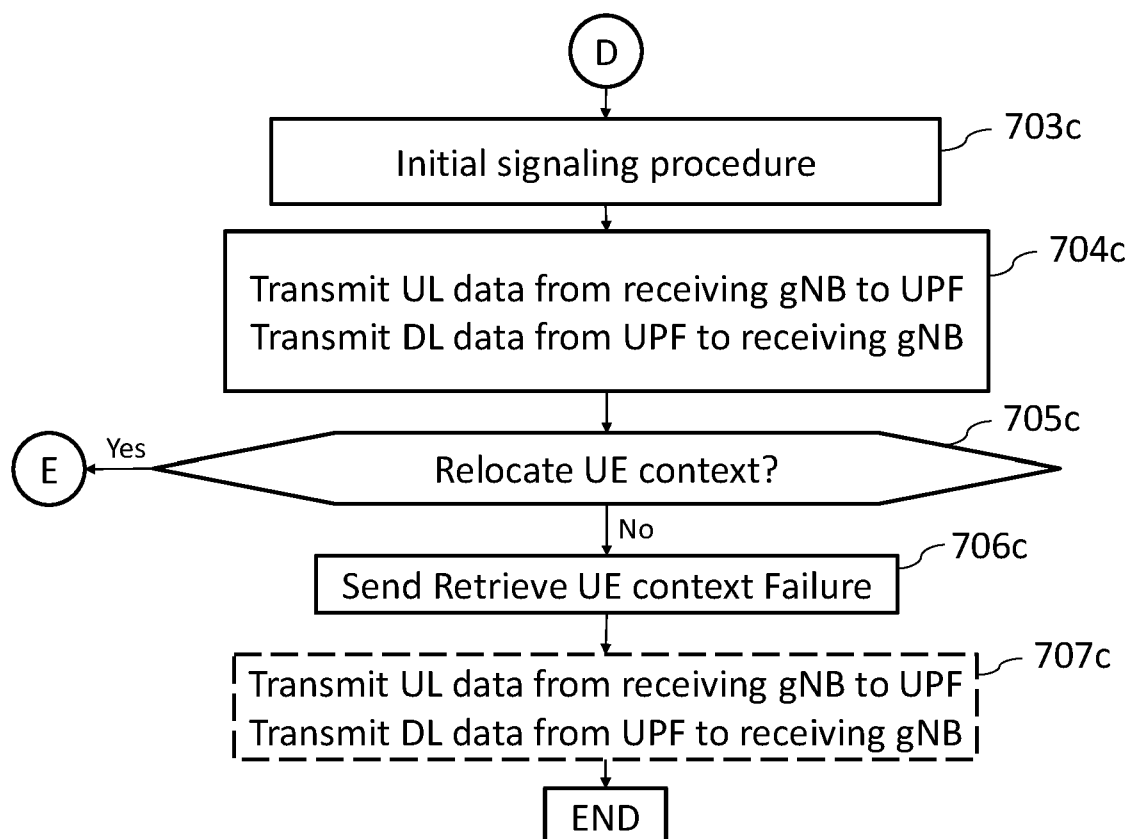 D
703c
Initial signaling procedure
704c
Transmit UL data from receiving gNB to UPF
Transmit DL data from UPF to receiving gNB
705c
E
Yes
Relocate UE context?
No
706c
Send Retrieve UE context Failure
707c
Transmit UL data from receiving gNB to UPF
Transmit DL data from UPF to receiving gNB
END